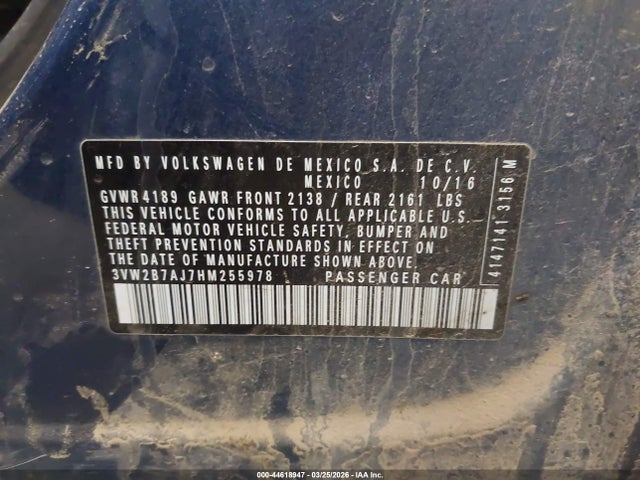 MFD BY VOLKSWAGEN DE MEXICO S.A. DE C.V.
MEXICO 10/16
GVWR 4189 GAWR FRONT 2138 / REAR 2161 LBS
THIS VEHICLE CONFORMS TO ALL APPLICABLE U.S.
FEDERAL MOTOR VEHICLE SAFETY, BUMPER AND
THEFT PREVENTION STANDARDS IN EFFECT ON
THE DATE OF MANUFACTURE SHOWN ABOVE.
3VW2B7AJ7HM255978 PASSENGER CAR
4147141 3156 M
000-44618947 | 03/25/2026 | IAA Inc.